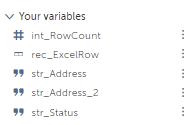 Your variables
int_RowCount
rec_ExcelRow
str_Address
str_Address_2
str_Status